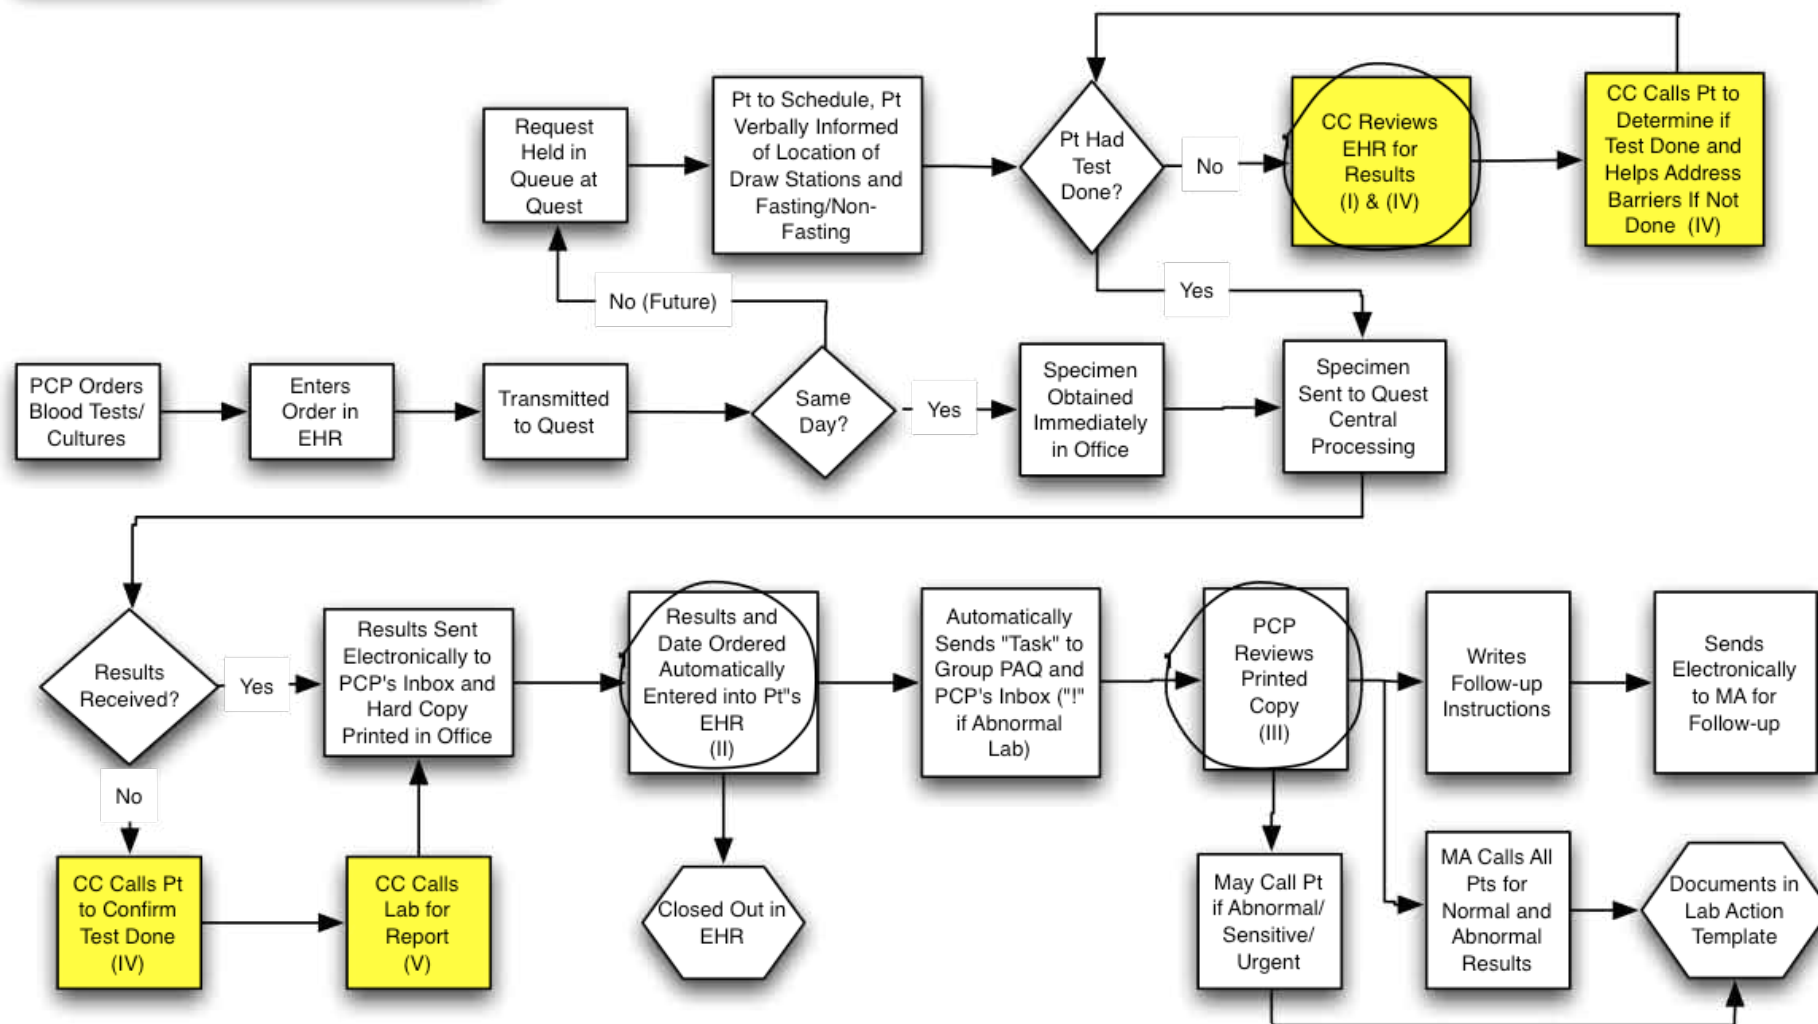 Request
Held in
Queue at
Quest
Pt to Schedule, Pt
Verbally Informed
of Location of
Draw Stations and
Fasting/Non-
Fasting
Pt Had
Test
Done?
No
CC Reviews
EHR for
Results
(I) & (IV)
CC Calls Pt to
Determine if
Test Done and
Helps Address
Barriers If Not
Done (IV)
No (Future)
Yes
PCP Orders
Blood Tests/
Cultures
Enters
Order in
EHR
Transmitted
to Quest
Same
Day?
Yes
Specimen
Obtained
Immediately
in Office
Specimen
Sent to Quest
Central
Processing
Results
Received?
Yes
Results Sent
Electronically to
PCP's Inbox and
Hard Copy
Printed in Office
Results and
Date Ordered
Automatically
Entered into Pt"s
EHR
(II)
Automatically
Sends "Task" to
Group PAQ and
PCP's Inbox ("!"
if Abnormal
Lab)
PCP
Reviews
Printed
Copy
(III)
Writes
Follow-up
Instructions
Sends
Electronically
to MA for
Follow-up
No
CC Calls Pt
to Confirm
Test Done
(IV)
CC Calls
Lab for
Report
(V)
Closed Out in
EHR
May Call Pt
if Abnormal/
Sensitive/
Urgent
MA Calls All
Pts for
Normal and
Abnormal
Results
Documents in
Lab Action
Template